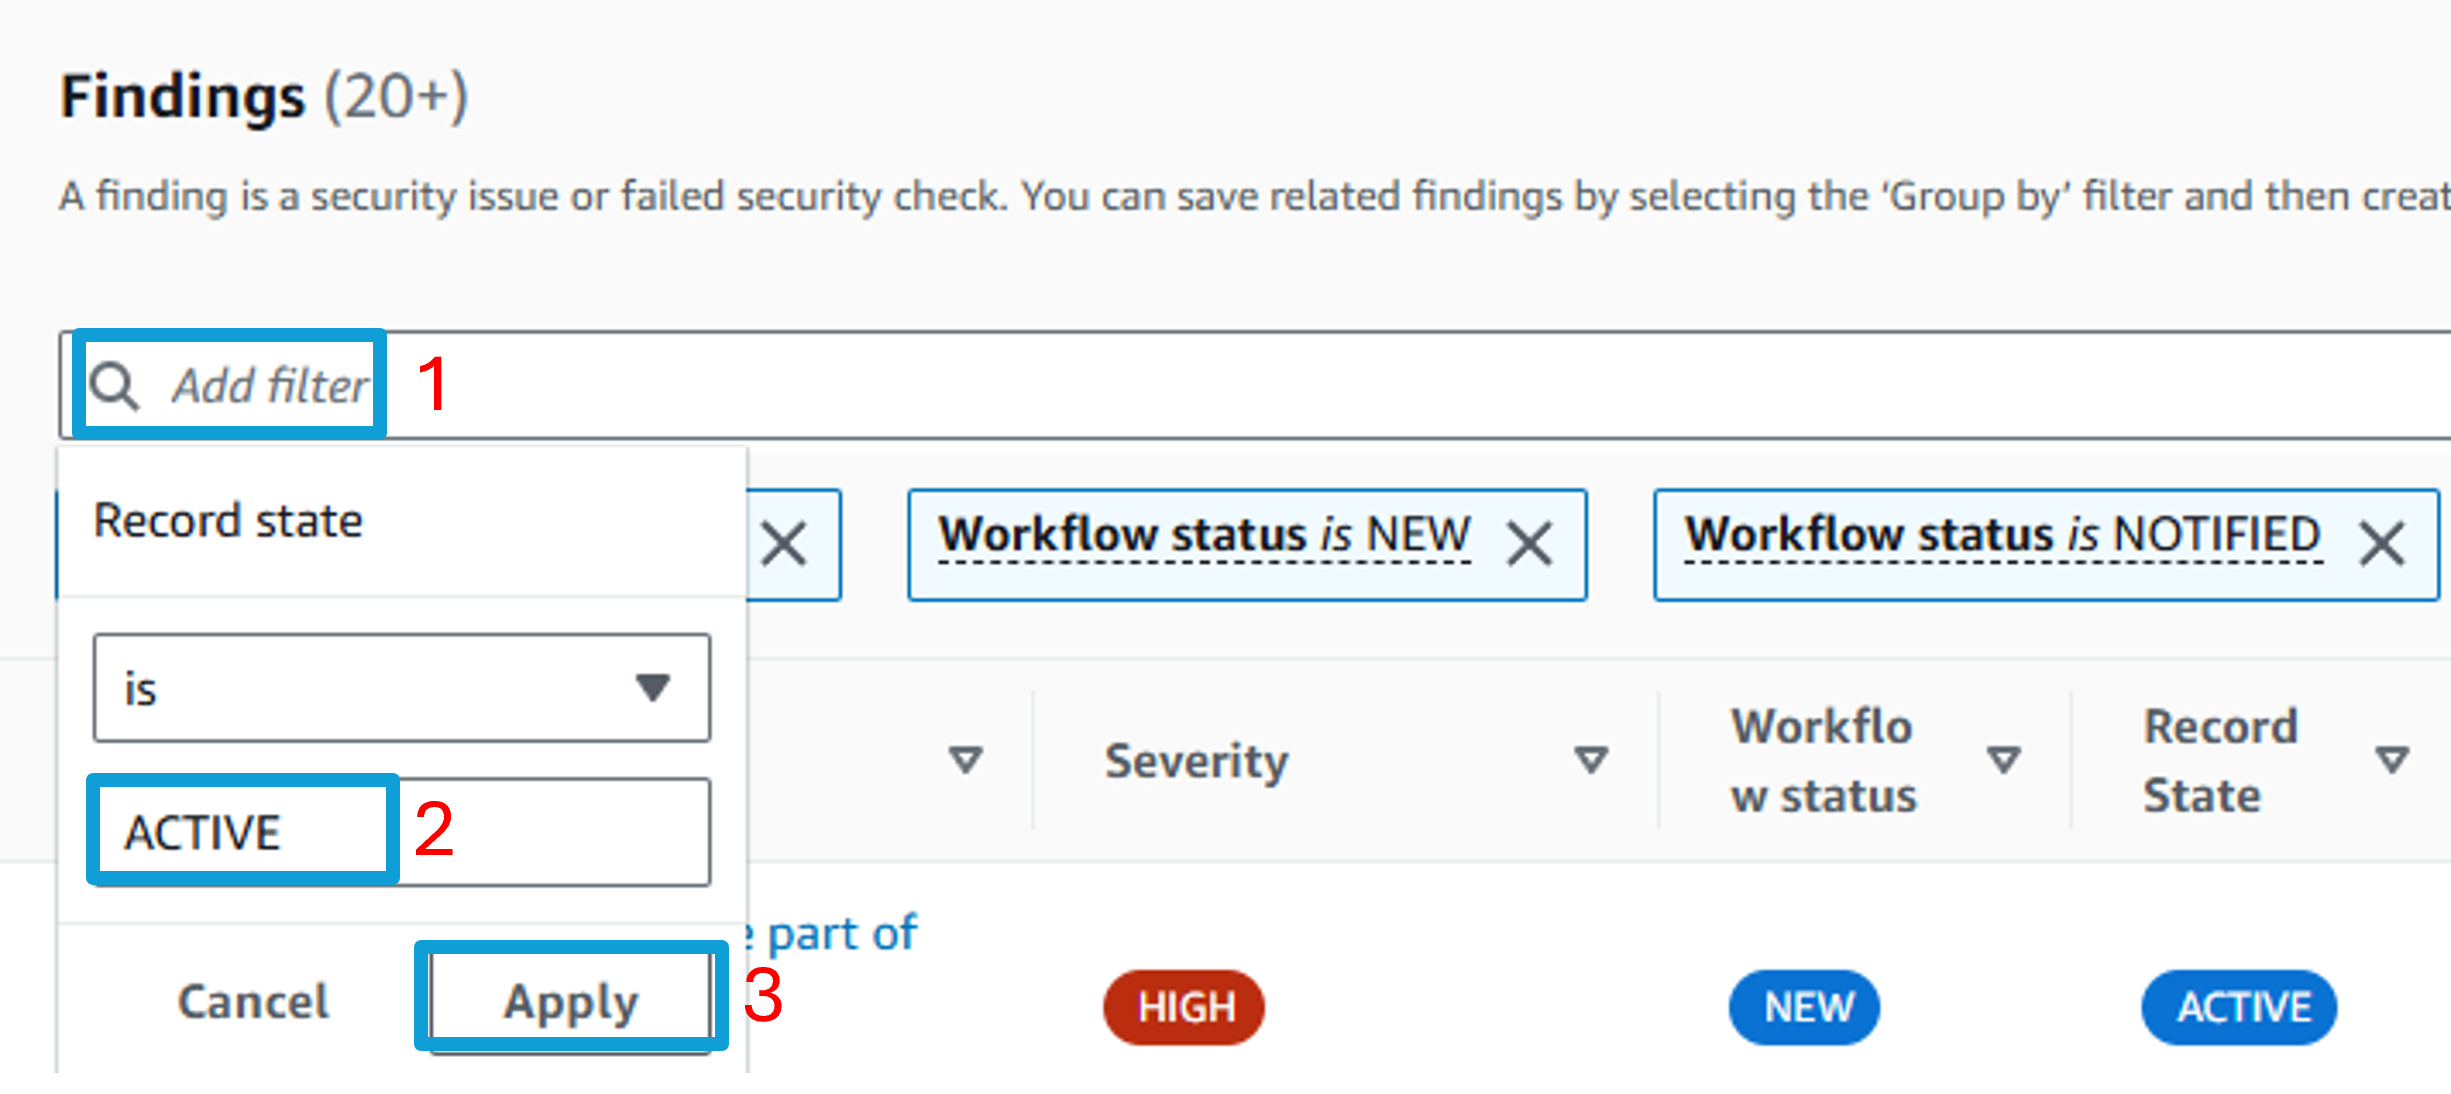 Findings (20+)
A finding is a security issue or failed security check. You can save related findings by selecting the 'Group by' filter and then creat
Add filter 1
Record state
Workflow status is NEW
Workflow status is NOTIFIED
is
Severity
Workflo
w status
Record
State
ACTIVE 2
part of
Cancel Apply 3
HIGH NEW ACTIVE